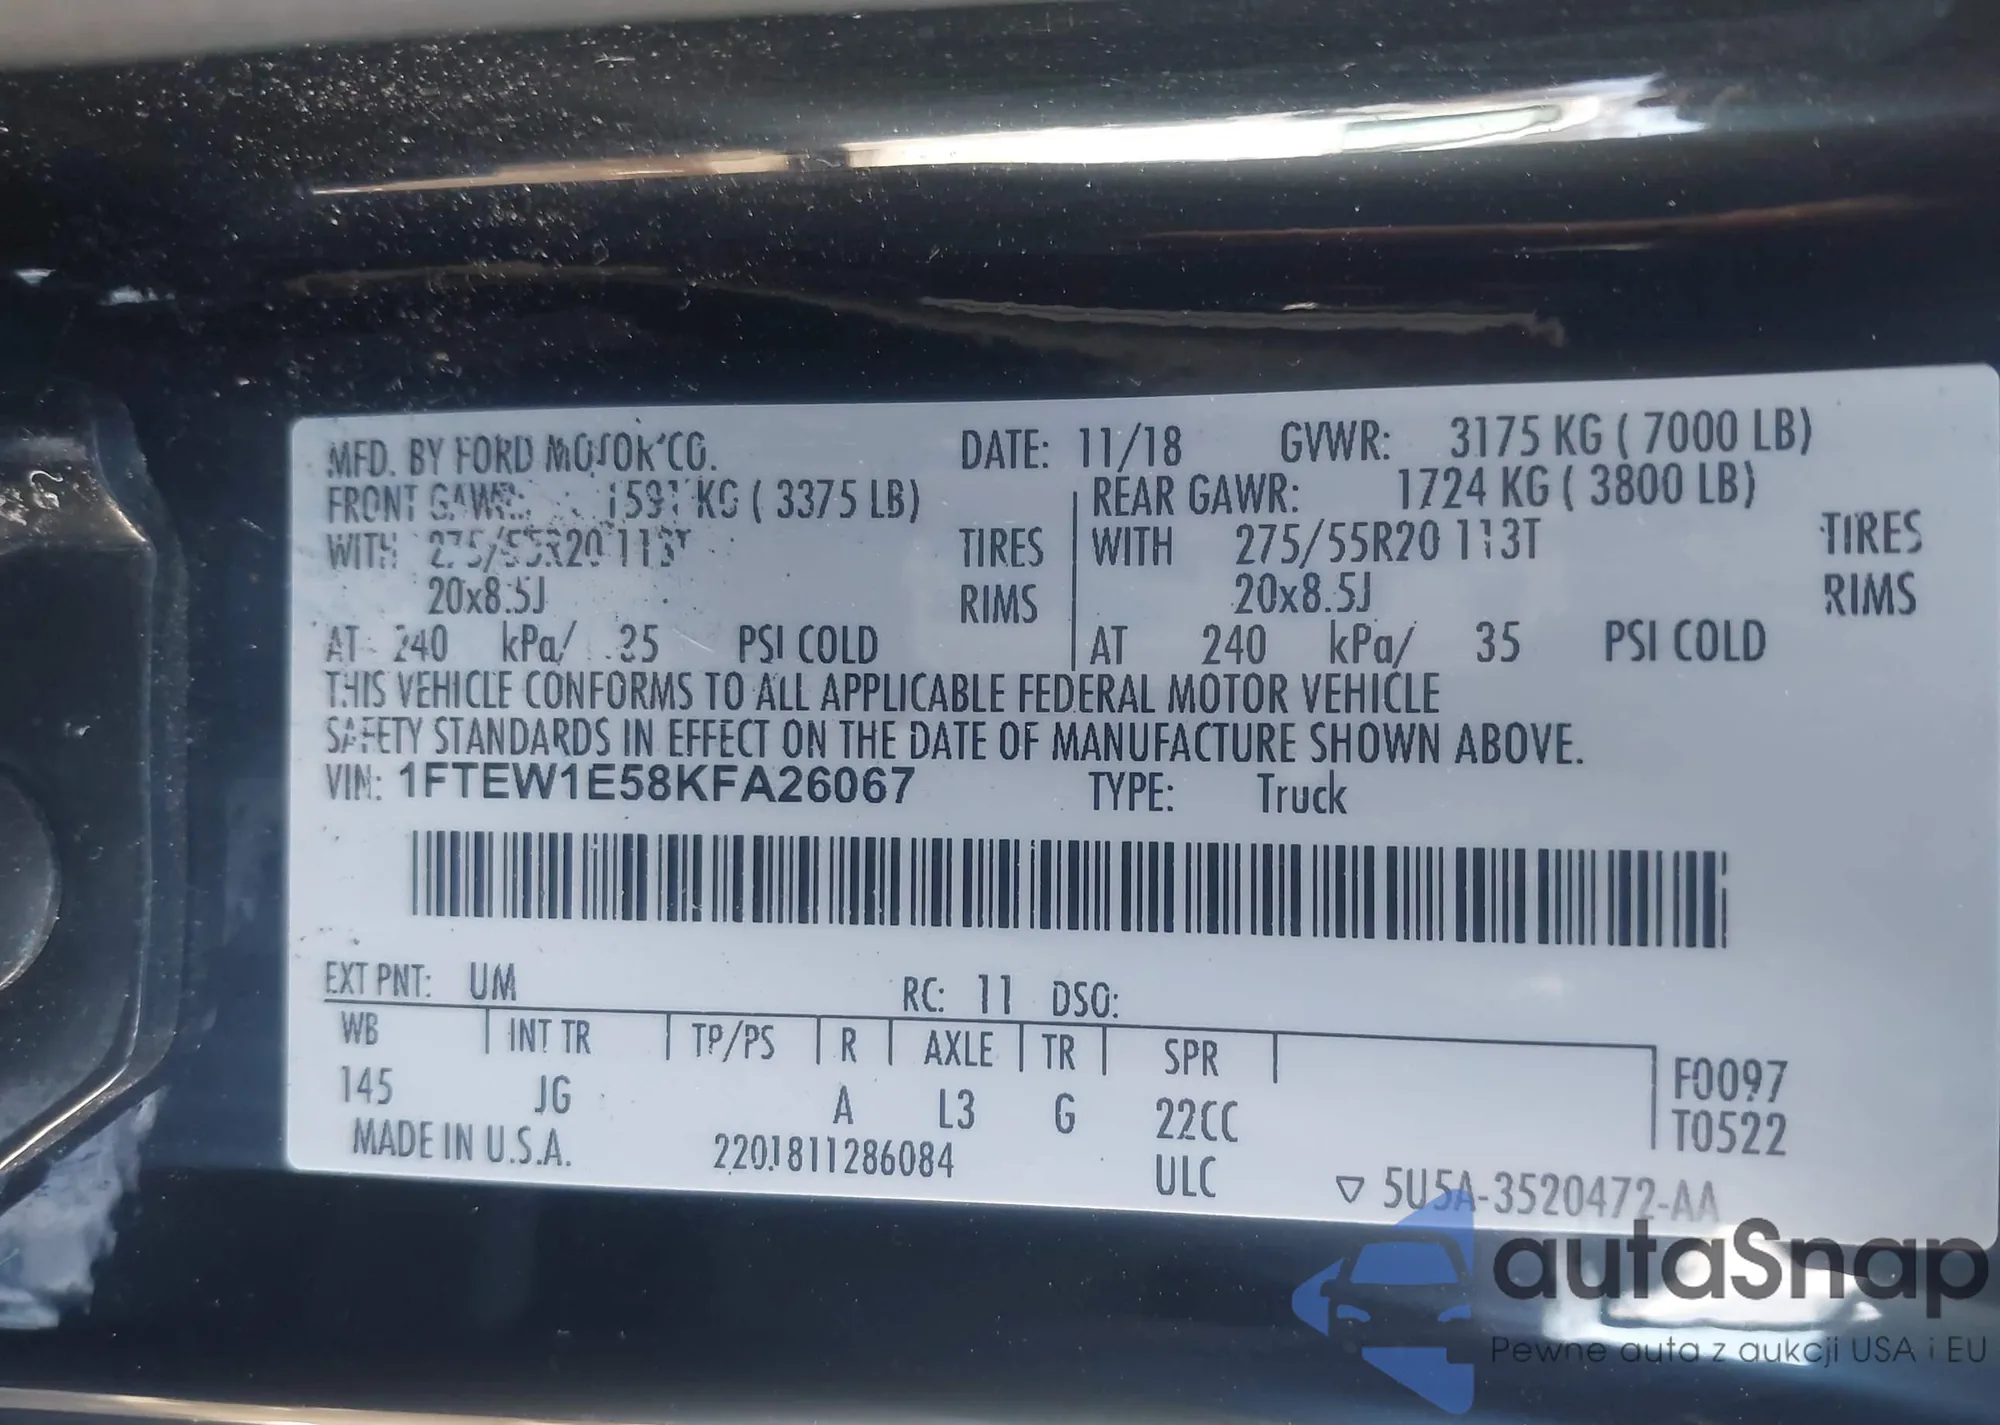 MFD. BY FORD MOTOR CO. DATE: 11/18 GVWR: 3175 KG ( 7000 LB)
FRONT GAWR: 1591 KG ( 3375 LB) REAR GAWR: 1724 KG ( 3800 LB)
WITH 275/55R20 113T TIRES WITH 275/55R20 113T TIRES
20x8.5J RIMS 20x8.5J RIMS
AT 240 kPa/ 35 PSI COLD AT 240 kPa/ 35 PSI COLD
THIS VEHICLE CONFORMS TO ALL APPLICABLE FEDERAL MOTOR VEHICLE
SAFETY STANDARDS IN EFFECT ON THE DATE OF MANUFACTURE SHOWN ABOVE.
VIN: 1FTEW1E58KFA26067 TYPE: Truck
EXT PNT: UM RC: 11 DSO:
WB INT TR TP/PS R AXLE TR SPR F0097
145 JG A L3 G 22CC T0522
MADE IN U.S.A. 2201811286084 ULC ▽ 5U5A-3520472-AA
autaSnap
Pewne auta z aukcji USA i EU